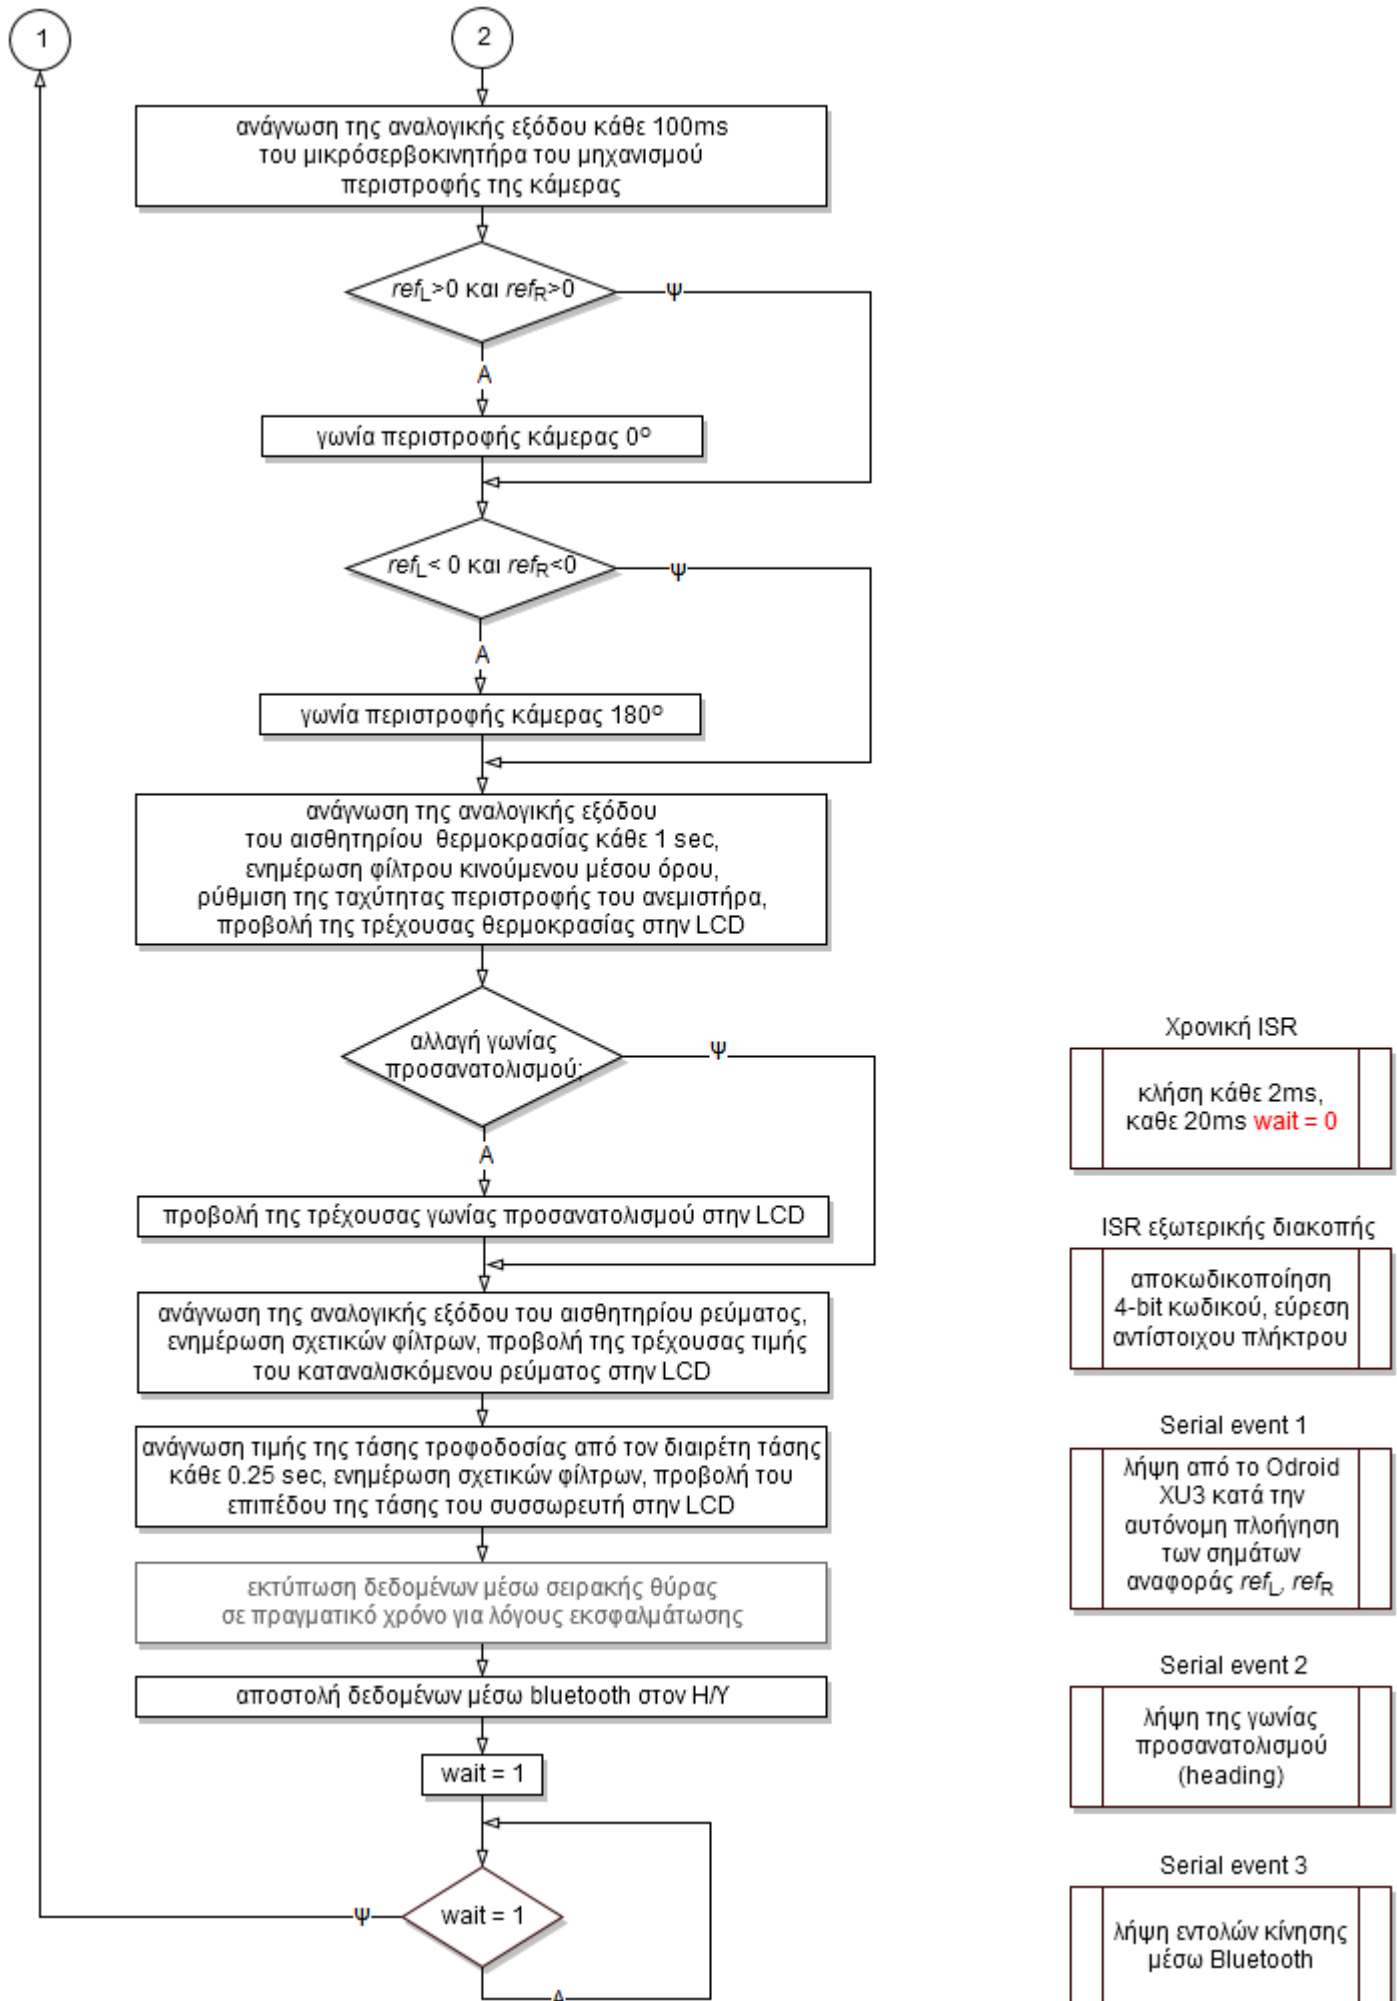 1
2
ανάγνωση της αναλογικής εξόδου κάθε 100ms
του μικρόσερβοκινητήρα του μηχανισμού
περιστροφής της κάμερας
ref_L>0 και ref_R>0
Ψ
Α
γωνία περιστροφής κάμερας 0°
ref_L< 0 και ref_R<0
Ψ
Α
γωνία περιστροφής κάμερας 180°
ανάγνωση της αναλογικής εξόδου
του αισθητηρίου θερμοκρασίας κάθε 1 sec,
ενημέρωση φίλτρου κινούμενου μέσου όρου,
ρύθμιση της ταχύτητας περιστροφής του ανεμιστήρα,
προβολή της τρέχουσας θερμοκρασίας στην LCD
αλλαγή γωνίας
προσανατολισμού;
Ψ
Α
προβολή της τρέχουσας γωνίας προσανατολισμού στην LCD
ανάγνωση της αναλογικής εξόδου του αισθητηρίου ρεύματος,
ενημέρωση σχετικών φίλτρων, προβολή της τρέχουσας τιμής
του καταναλισκόμενου ρεύματος στην LCD
ανάγνωση τιμής της τάσης τροφοδοσίας από τον διαιρέτη τάσης
κάθε 0.25 sec, ενημέρωση σχετικών φίλτρων, προβολή του
επιπέδου της τάσης του συσσωρευτή στην LCD
εκτύπωση δεδομένων μέσω σειρακής θύρας
σε πραγματικό χρόνο για λόγους εκσφαλμάτωσης
αποστολή δεδομένων μέσω bluetooth στον Η/Υ
wait = 1
wait = 1
Ψ
Α
Χρονική ISR
κλήση κάθε 2ms,
καθε 20ms wait = 0
ISR εξωτερικής διακοπής
αποκωδικοποίηση
4-bit κωδικού, εύρεση
αντίστοιχου πλήκτρου
Serial event 1
λήψη από το Odroid
XU3 κατά την
αυτόνομη πλοήγηση
των σημάτων
αναφοράς ref_L, ref_R
Serial event 2
λήψη της γωνίας
προσανατολισμού
(heading)
Serial event 3
λήψη εντολών κίνησης
μέσω Bluetooth